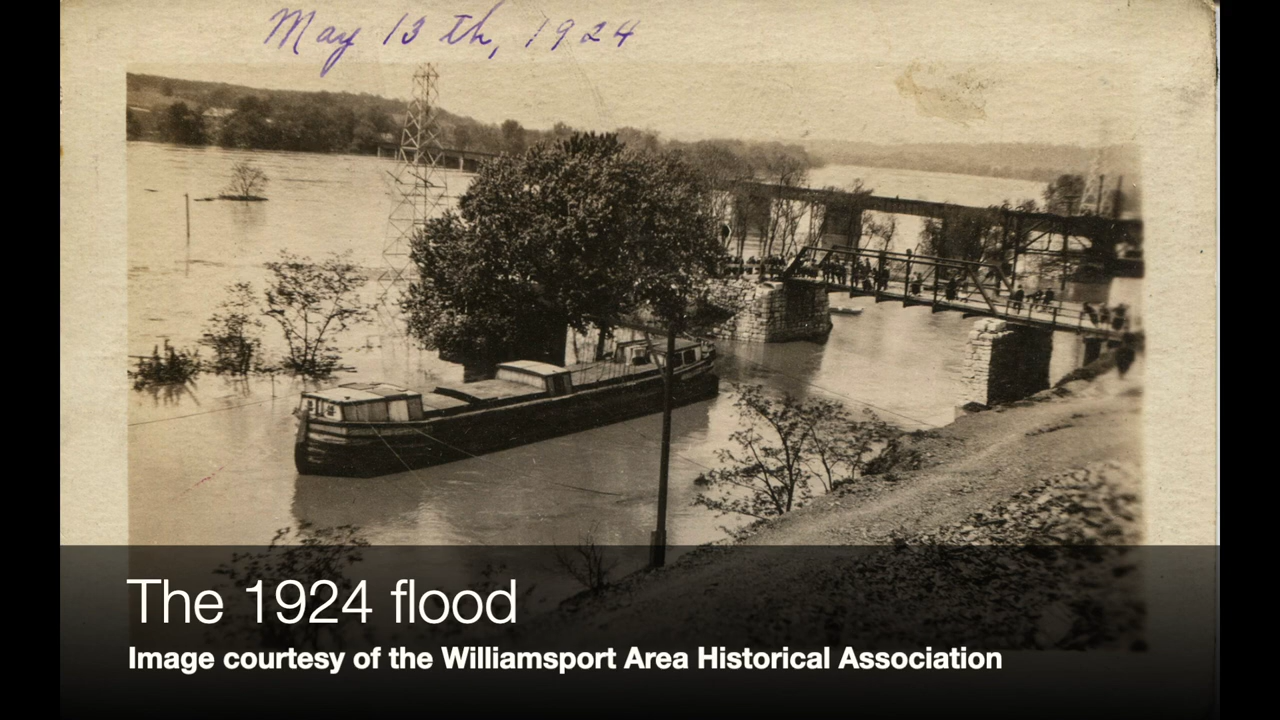 May 13th, 1924
The 1924 flood
Image courtesy of the Williamsport Area Historical Association